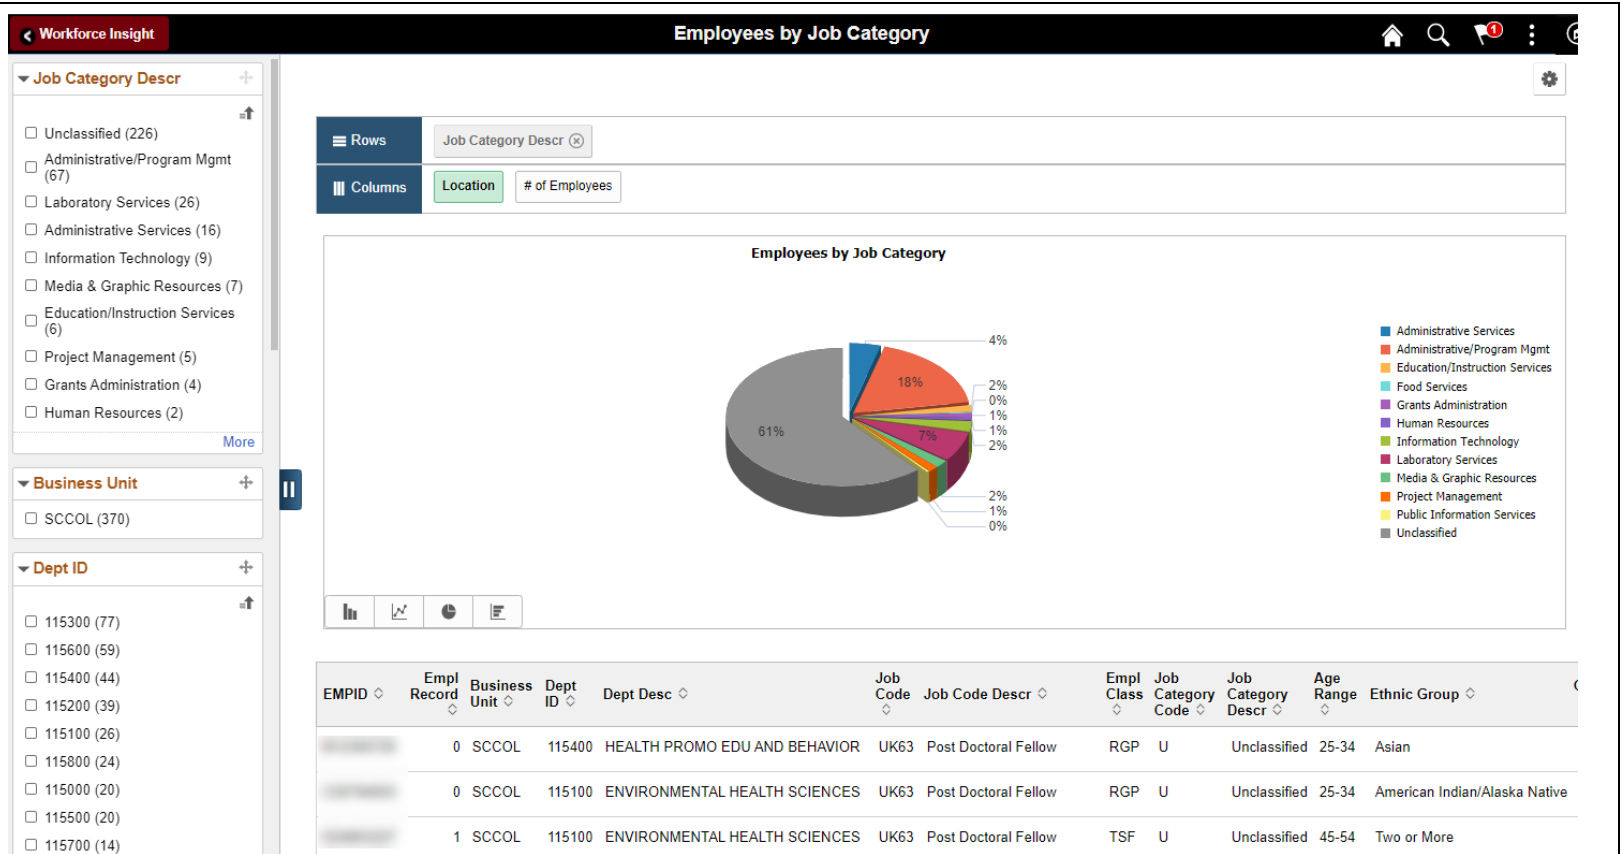 Workforce Insight
Employees by Job Category
1
Job Category Descr
Unclassified (226)
Administrative/Program Mgmt
(67)
Laboratory Services (26)
Administrative Services (16)
Information Technology (9)
Media & Graphic Resources (7)
Education/Instruction Services
(6)
Project Management (5)
Grants Administration (4)
Human Resources (2)
More
Business Unit
SCCOL (370)
Dept ID
115300 (77)
115600 (59)
115400 (44)
115200 (39)
115100 (26)
115800 (24)
115000 (20)
115500 (20)
115700 (14)
Rows
Job Category Descr
Columns
Location
# of Employees
Employees by Job Category
4%
18%
2%
0%
1%
1%
2%
7%
61%
2%
1%
0%
Administrative Services
Administrative/Program Mgmt
Education/Instruction Services
Food Services
Grants Administration
Human Resources
Information Technology
Laboratory Services
Media & Graphic Resources
Project Management
Public Information Services
Unclassified
EMPID
Empl
Record
Business
Unit
Dept
ID
Dept Desc
Job
Code
Job Code Descr
Empl
Class
Job
Category
Code
Job
Category
Descr
Age
Range
Ethnic Group
0 SCCOL 115400 HEALTH PROMO EDU AND BEHAVIOR UK63 Post Doctoral Fellow RGP U Unclassified 25-34 Asian
0 SCCOL 115100 ENVIRONMENTAL HEALTH SCIENCES UK63 Post Doctoral Fellow RGP U Unclassified 25-34 American Indian/Alaska Native
1 SCCOL 115100 ENVIRONMENTAL HEALTH SCIENCES UK63 Post Doctoral Fellow TSF U Unclassified 45-54 Two or More